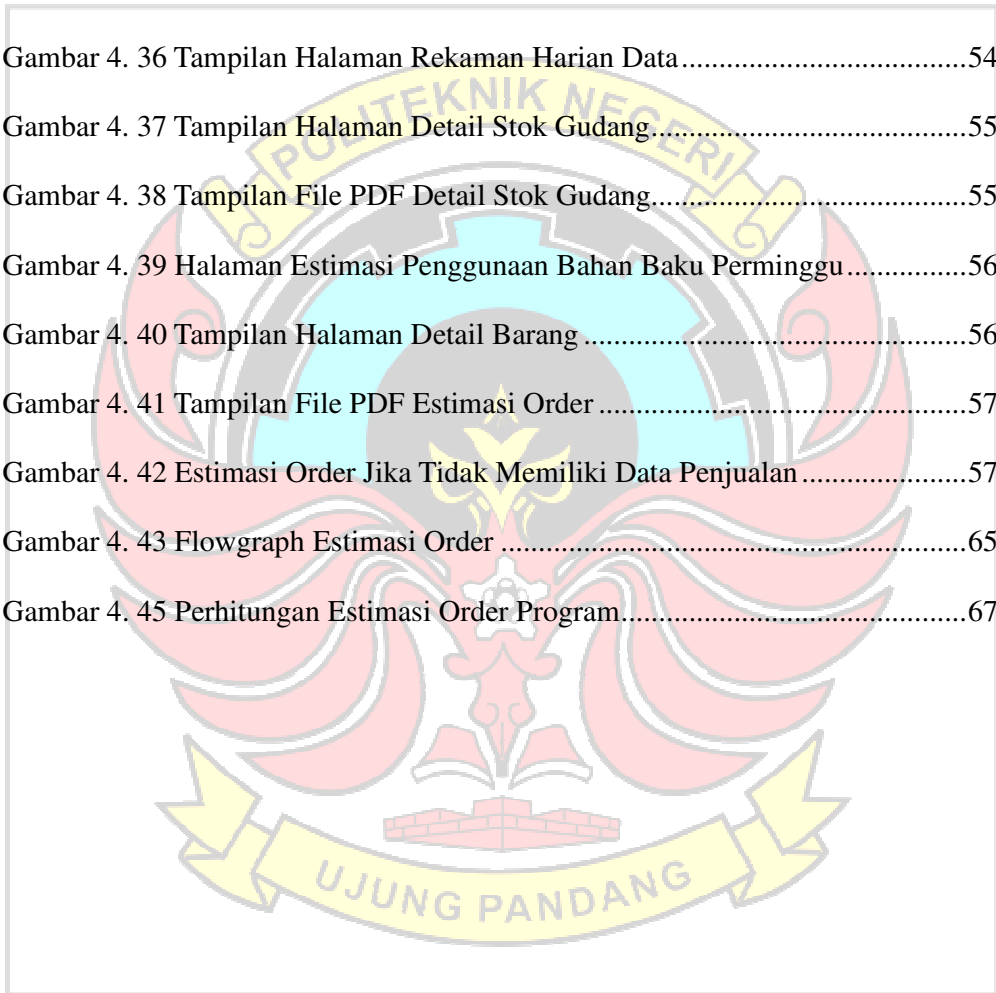 Gambar 4. 36 Tampilan Halaman Rekaman Harian Data....................................54
Gambar 4. 37 Tampilan Halaman Detail Stok Gudang........................................55
Gambar 4. 38 Tampilan File PDF Detail Stok Gudang........................................55
Gambar 4. 39 Halaman Estimasi Penggunaan Bahan Baku Perminggu...............56
Gambar 4. 40 Tampilan Halaman Detail Barang ................................................56
Gambar 4. 41 Tampilan File PDF Estimasi Order ..............................................57
Gambar 4. 42 Estimasi Order Jika Tidak Memiliki Data Penjualan.....................57
Gambar 4. 43 Flowgraph Estimasi Order ...........................................................65
Gambar 4. 45 Perhitungan Estimasi Order Program............................................67
POLITEKNIK NEGERI
UJUNG PANDANG